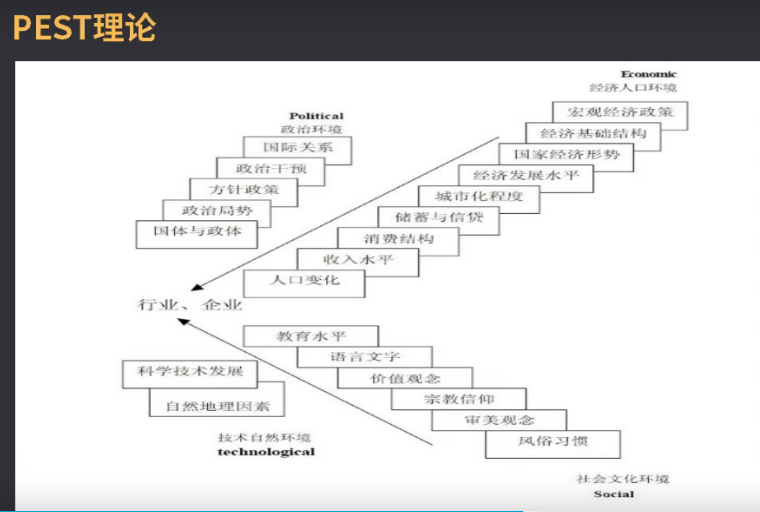 PEST理论
Political
政治环境
国际关系
政治干预
方针政策
政治局势
国体与政体
Economic
经济人口环境
宏观经济政策
经济基础结构
国家经济形势
经济发展水平
城市化程度
储蓄与信贷
消费结构
收入水平
人口变化
行业、企业
科学技术发展
自然地理因素
技术自然环境
technological
教育水平
语言文字
价值观念
宗教信仰
审美观念
风俗习惯
社会文化环境
Social